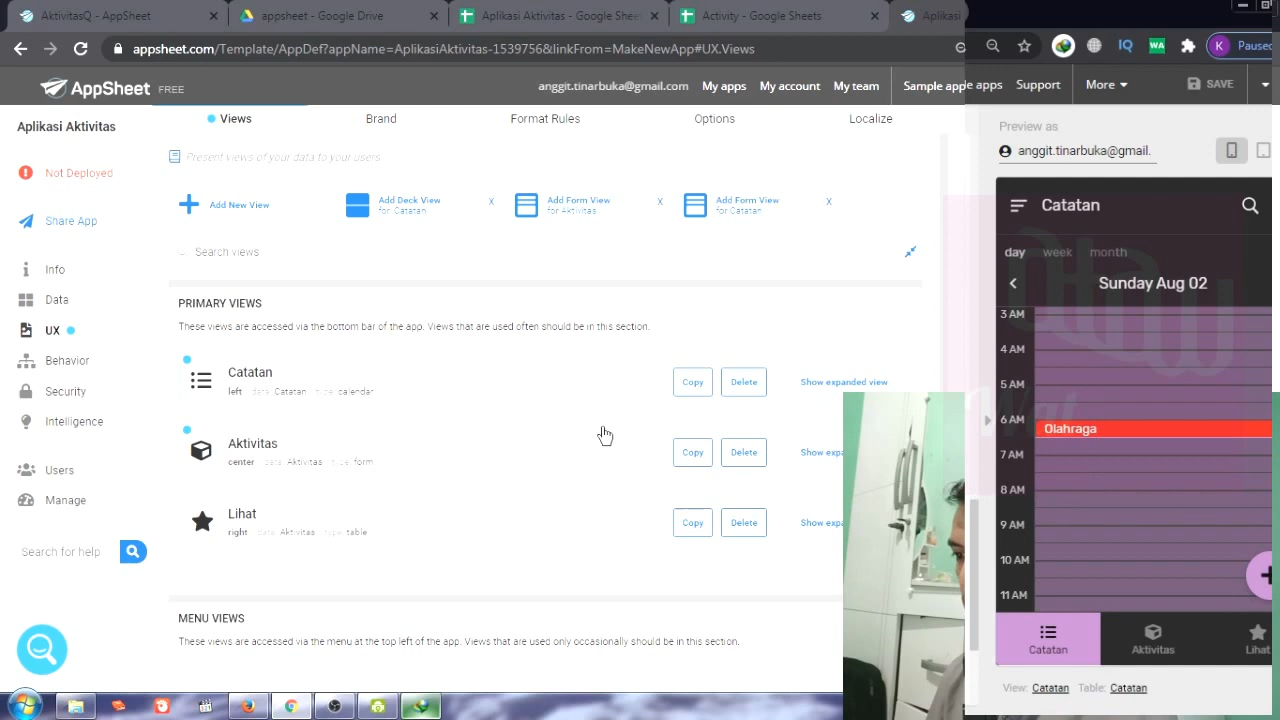 AktivitasQ - AppSheet
appsheet - Google Drive
Aplikasi Aktivitas - Google Shee
Activity - Google Sheets
Aplikasi
appsheet.com/Template/AppDef?appName=AplikasiAktivitas-1539756&linkFrom=MakeNewApp#UX.Views
IQ
WA
K
Paused
AppSheet FREE
anggit.tinarbuka@gmail.com
My apps
My account
My team
Sample app
e apps
Support
More
SAVE
Aplikasi Aktivitas
Not Deployed
Share App
Info
Data
UX
Behavior
Security
Intelligence
Users
Manage
Search for help
Views
Brand
Format Rules
Options
Localize
Present views of your data to your users
Add New View
Add Deck View
for Catatan
x
Add Form View
for Aktivitas
x
Add Form View
for Catatan
x
Search views
PRIMARY VIEWS
These views are accessed via the bottom bar of the app. Views that are used often should be in this section.
Catatan
left data Catatan type calendar
Copy
Delete
Show expanded view
Aktivitas
center data Aktivitas type form
Copy
Delete
Show expa
Lihat
right data Aktivitas type table
Copy
Delete
Show expa
MENU VIEWS
These views are accessed via the menu at the top left of the app. Views that are used only occasionally should be in this section.
Preview as
anggit.tinarbuka@gmail.
Catatan
day week month
Sunday Aug 02
3 AM
4 AM
5 AM
6 AM
Olahraga
7 AM
8 AM
9 AM
10 AM
11 AM
Catatan
Aktivitas
Lihat
View: Catatan Table: Catatan